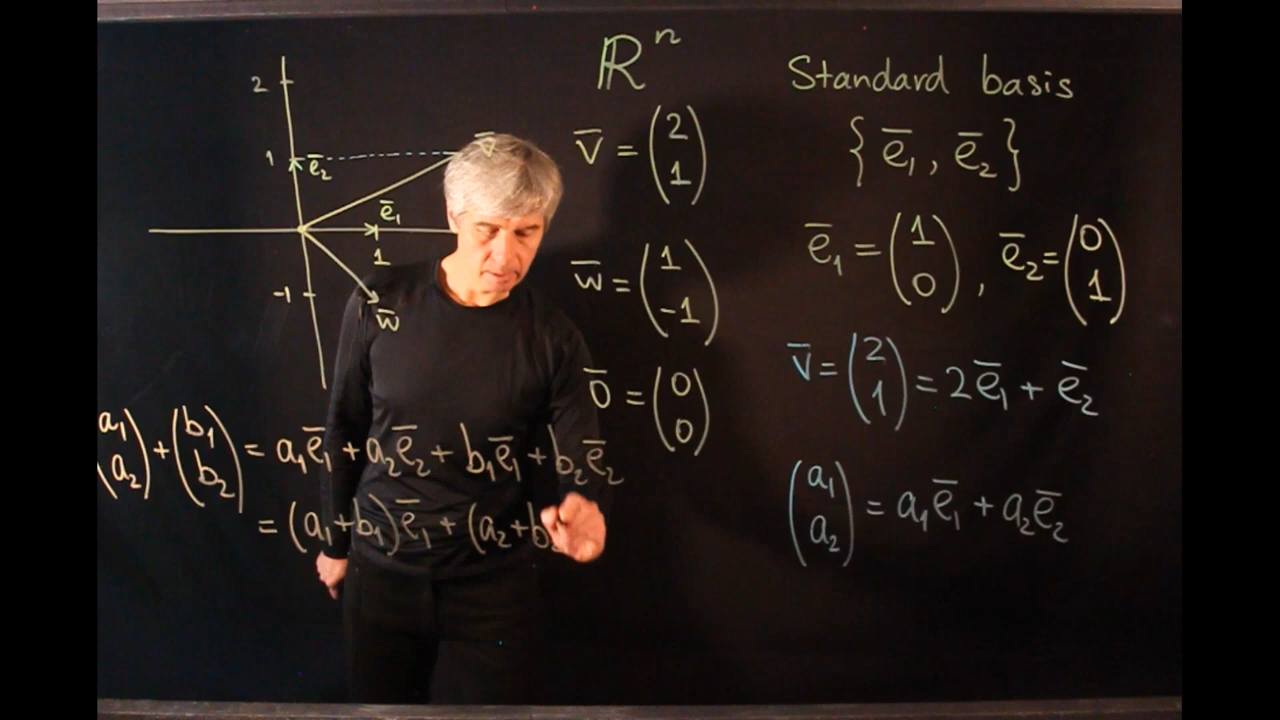 ℝⁿ
Standard basis
{ē₁, ē₂}
2
1
ē₂
v̄
ē₁
1
-1
w̄
v̄ = (2 1)
w̄ = (1 -1)
0̄ = (0 0)
ē₁ = (1 0), ē₂ = (0 1)
v̄ = (2 1) = 2ē₁ + ē₂
(a₁ a₂) = a₁ē₁ + a₂ē₂
(a₁ a₂) + (b₁ b₂) = a₁ē₁ + a₂ē₂ + b₁ē₁ + b₂ē₂
= (a₁+b₁)ē₁ + (a₂+b